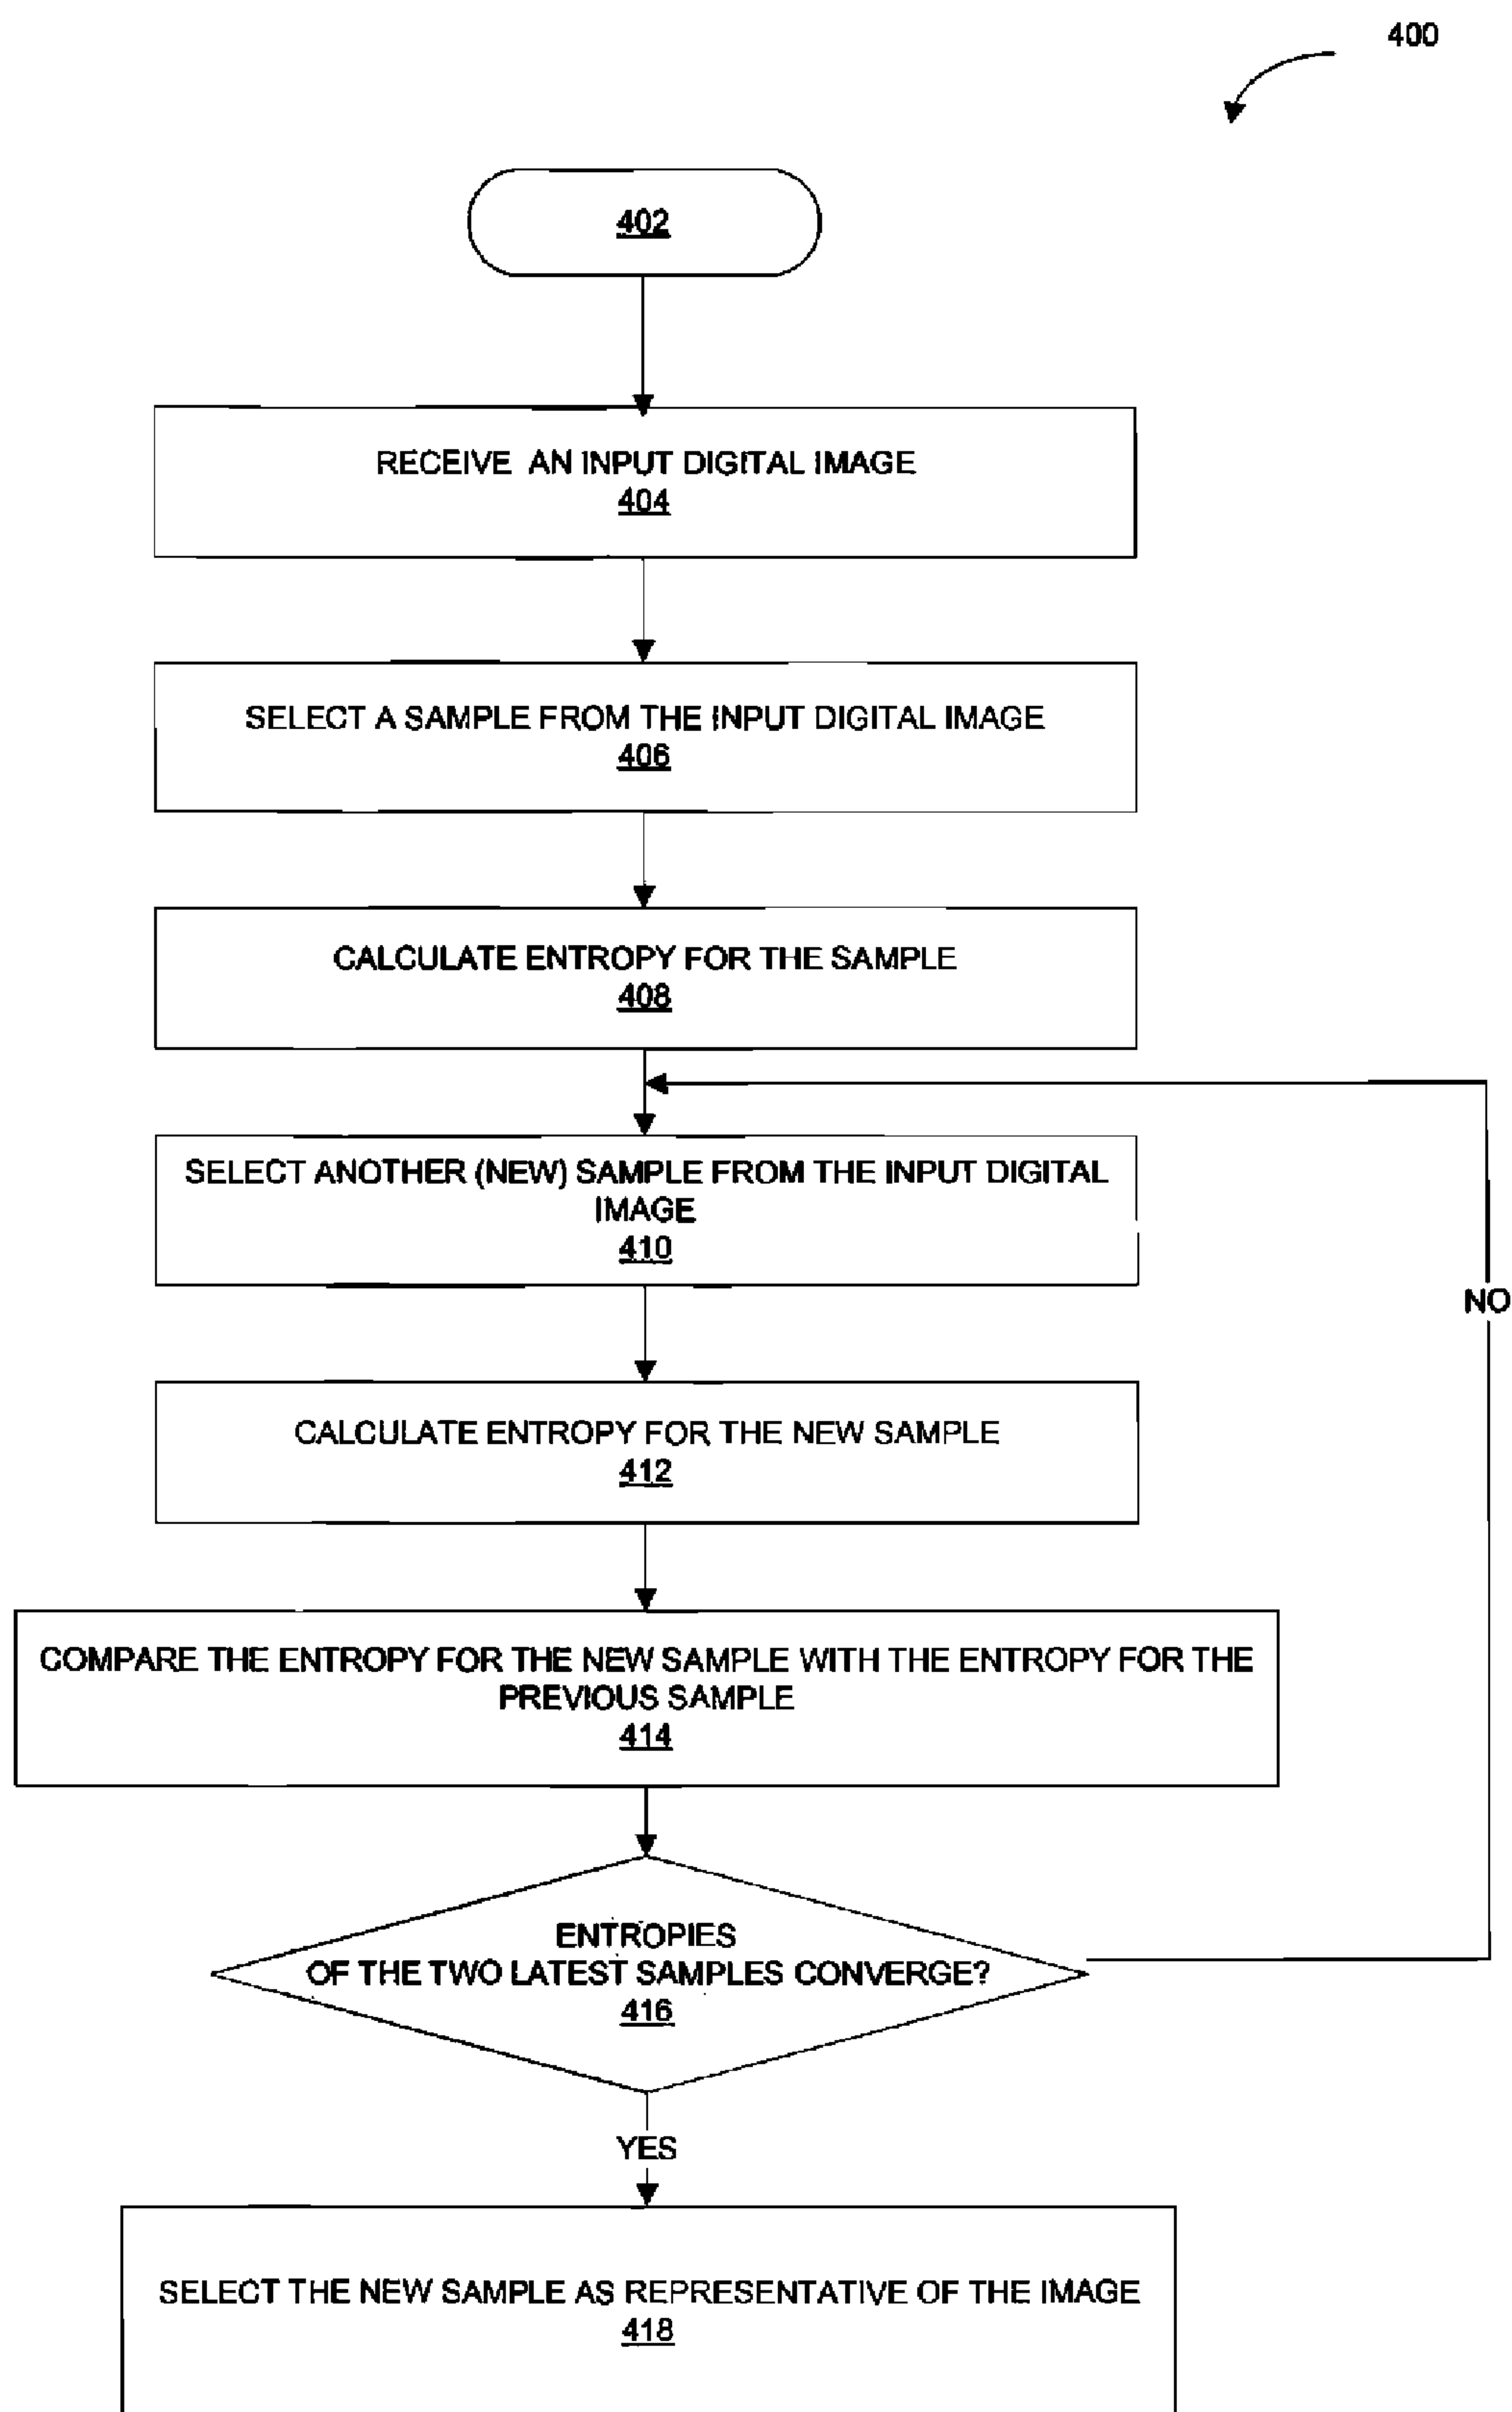 400
402
RECEIVE AN INPUT DIGITAL IMAGE
404
SELECT A SAMPLE FROM THE INPUT DIGITAL IMAGE
406
CALCULATE ENTROPY FOR THE SAMPLE
408
SELECT ANOTHER (NEW) SAMPLE FROM THE INPUT DIGITAL
IMAGE
410
NO
CALCULATE ENTROPY FOR THE NEW SAMPLE
412
COMPARE THE ENTROPY FOR THE NEW SAMPLE WITH THE ENTROPY FOR THE
PREVIOUS SAMPLE
414
ENTROPIES
OF THE TWO LATEST SAMPLES CONVERGE?
416
YES
SELECT THE NEW SAMPLE AS REPRESENTATIVE OF THE IMAGE
418